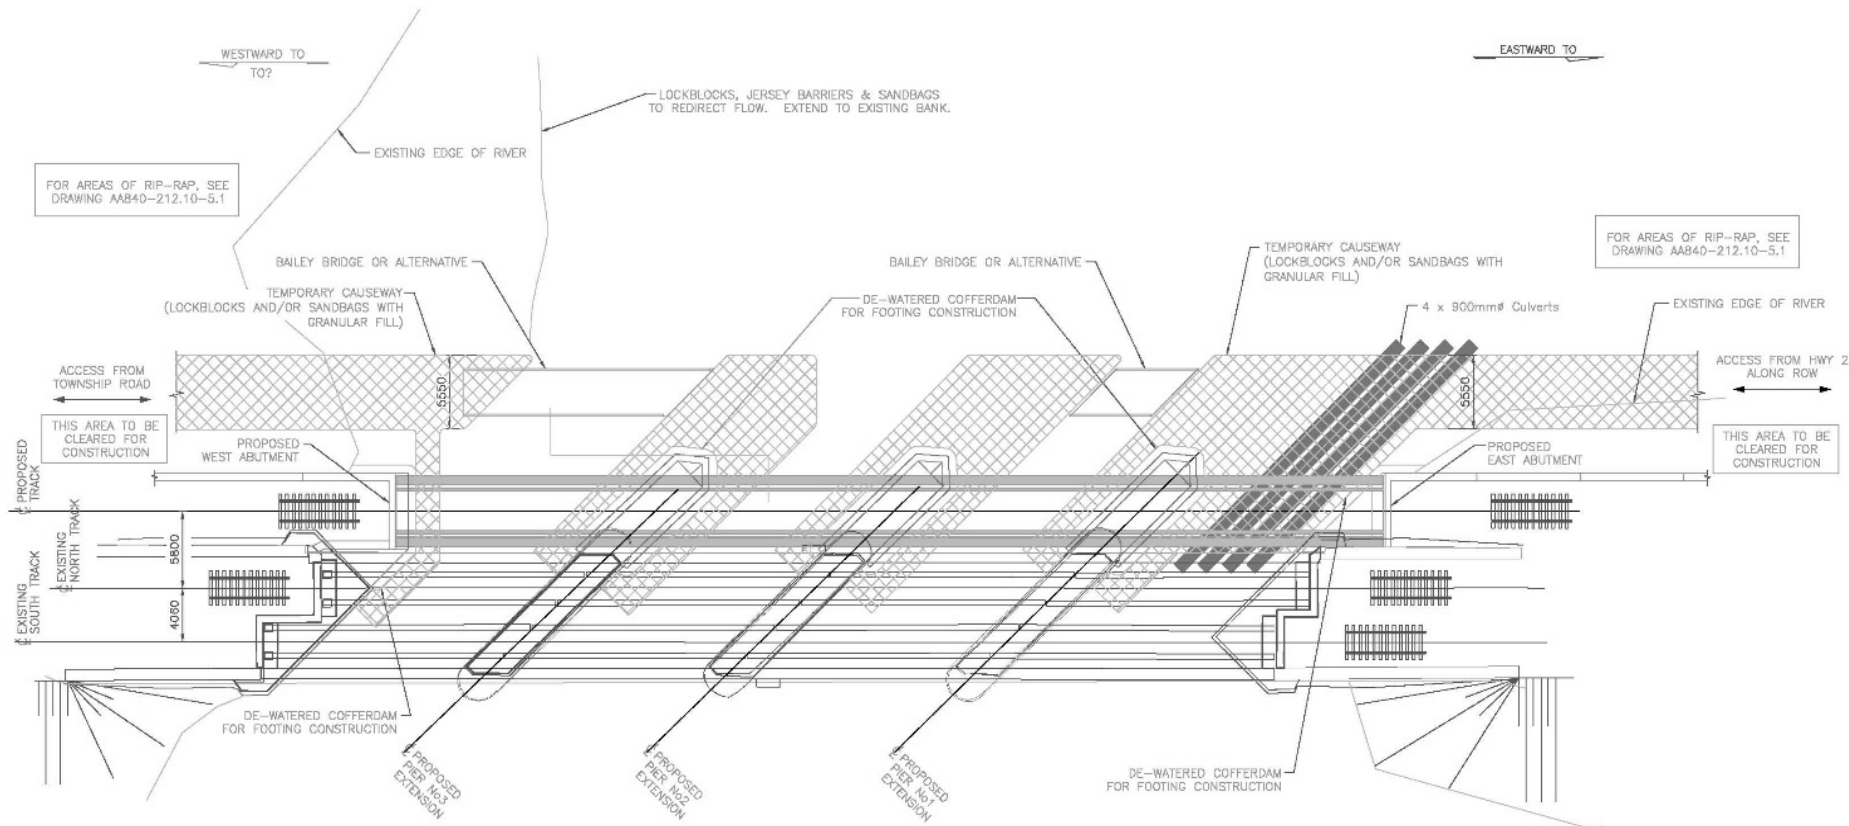 WESTWARD TO
TO?
EASTWARD TO
LOCKBLOCKS, JERSEY BARRIERS & SANDBAGS
TO REDIRECT FLOW. EXTEND TO EXISTING BANK.
EXISTING EDGE OF RIVER
FOR AREAS OF RIP-RAP, SEE
DRAWING AA840-212.10-5.1
FOR AREAS OF RIP-RAP, SEE
DRAWING AA840-212.10-5.1
BAILEY BRIDGE OR ALTERNATIVE
BAILEY BRIDGE OR ALTERNATIVE
TEMPORARY CAUSEWAY
(LOCKBLOCKS AND/OR SANDBAGS WITH
GRANULAR FILL)
TEMPORARY CAUSEWAY
(LOCKBLOCKS AND/OR SANDBAGS WITH
GRANULAR FILL)
DE-WATERED COFFERDAM
FOR FOOTING CONSTRUCTION
4 x 900mmø Culverts
EXISTING EDGE OF RIVER
ACCESS FROM
TOWNSHIP ROAD
ACCESS FROM HWY 2
ALONG ROW
5550
5550
THIS AREA TO BE
CLEARED FOR
CONSTRUCTION
PROPOSED
WEST ABUTMENT
PROPOSED
EAST ABUTMENT
THIS AREA TO BE
CLEARED FOR
CONSTRUCTION
℄ PROPOSED
TRACK
℄ EXISTING
NORTH TRACK
℄ EXISTING
SOUTH TRACK
5800
4080
DE-WATERED COFFERDAM
FOR FOOTING CONSTRUCTION
℄ PROPOSED
PIER No3
EXTENSION
℄ PROPOSED
PIER No2
EXTENSION
℄ PROPOSED
PIER No1
EXTENSION
DE-WATERED COFFERDAM
FOR FOOTING CONSTRUCTION